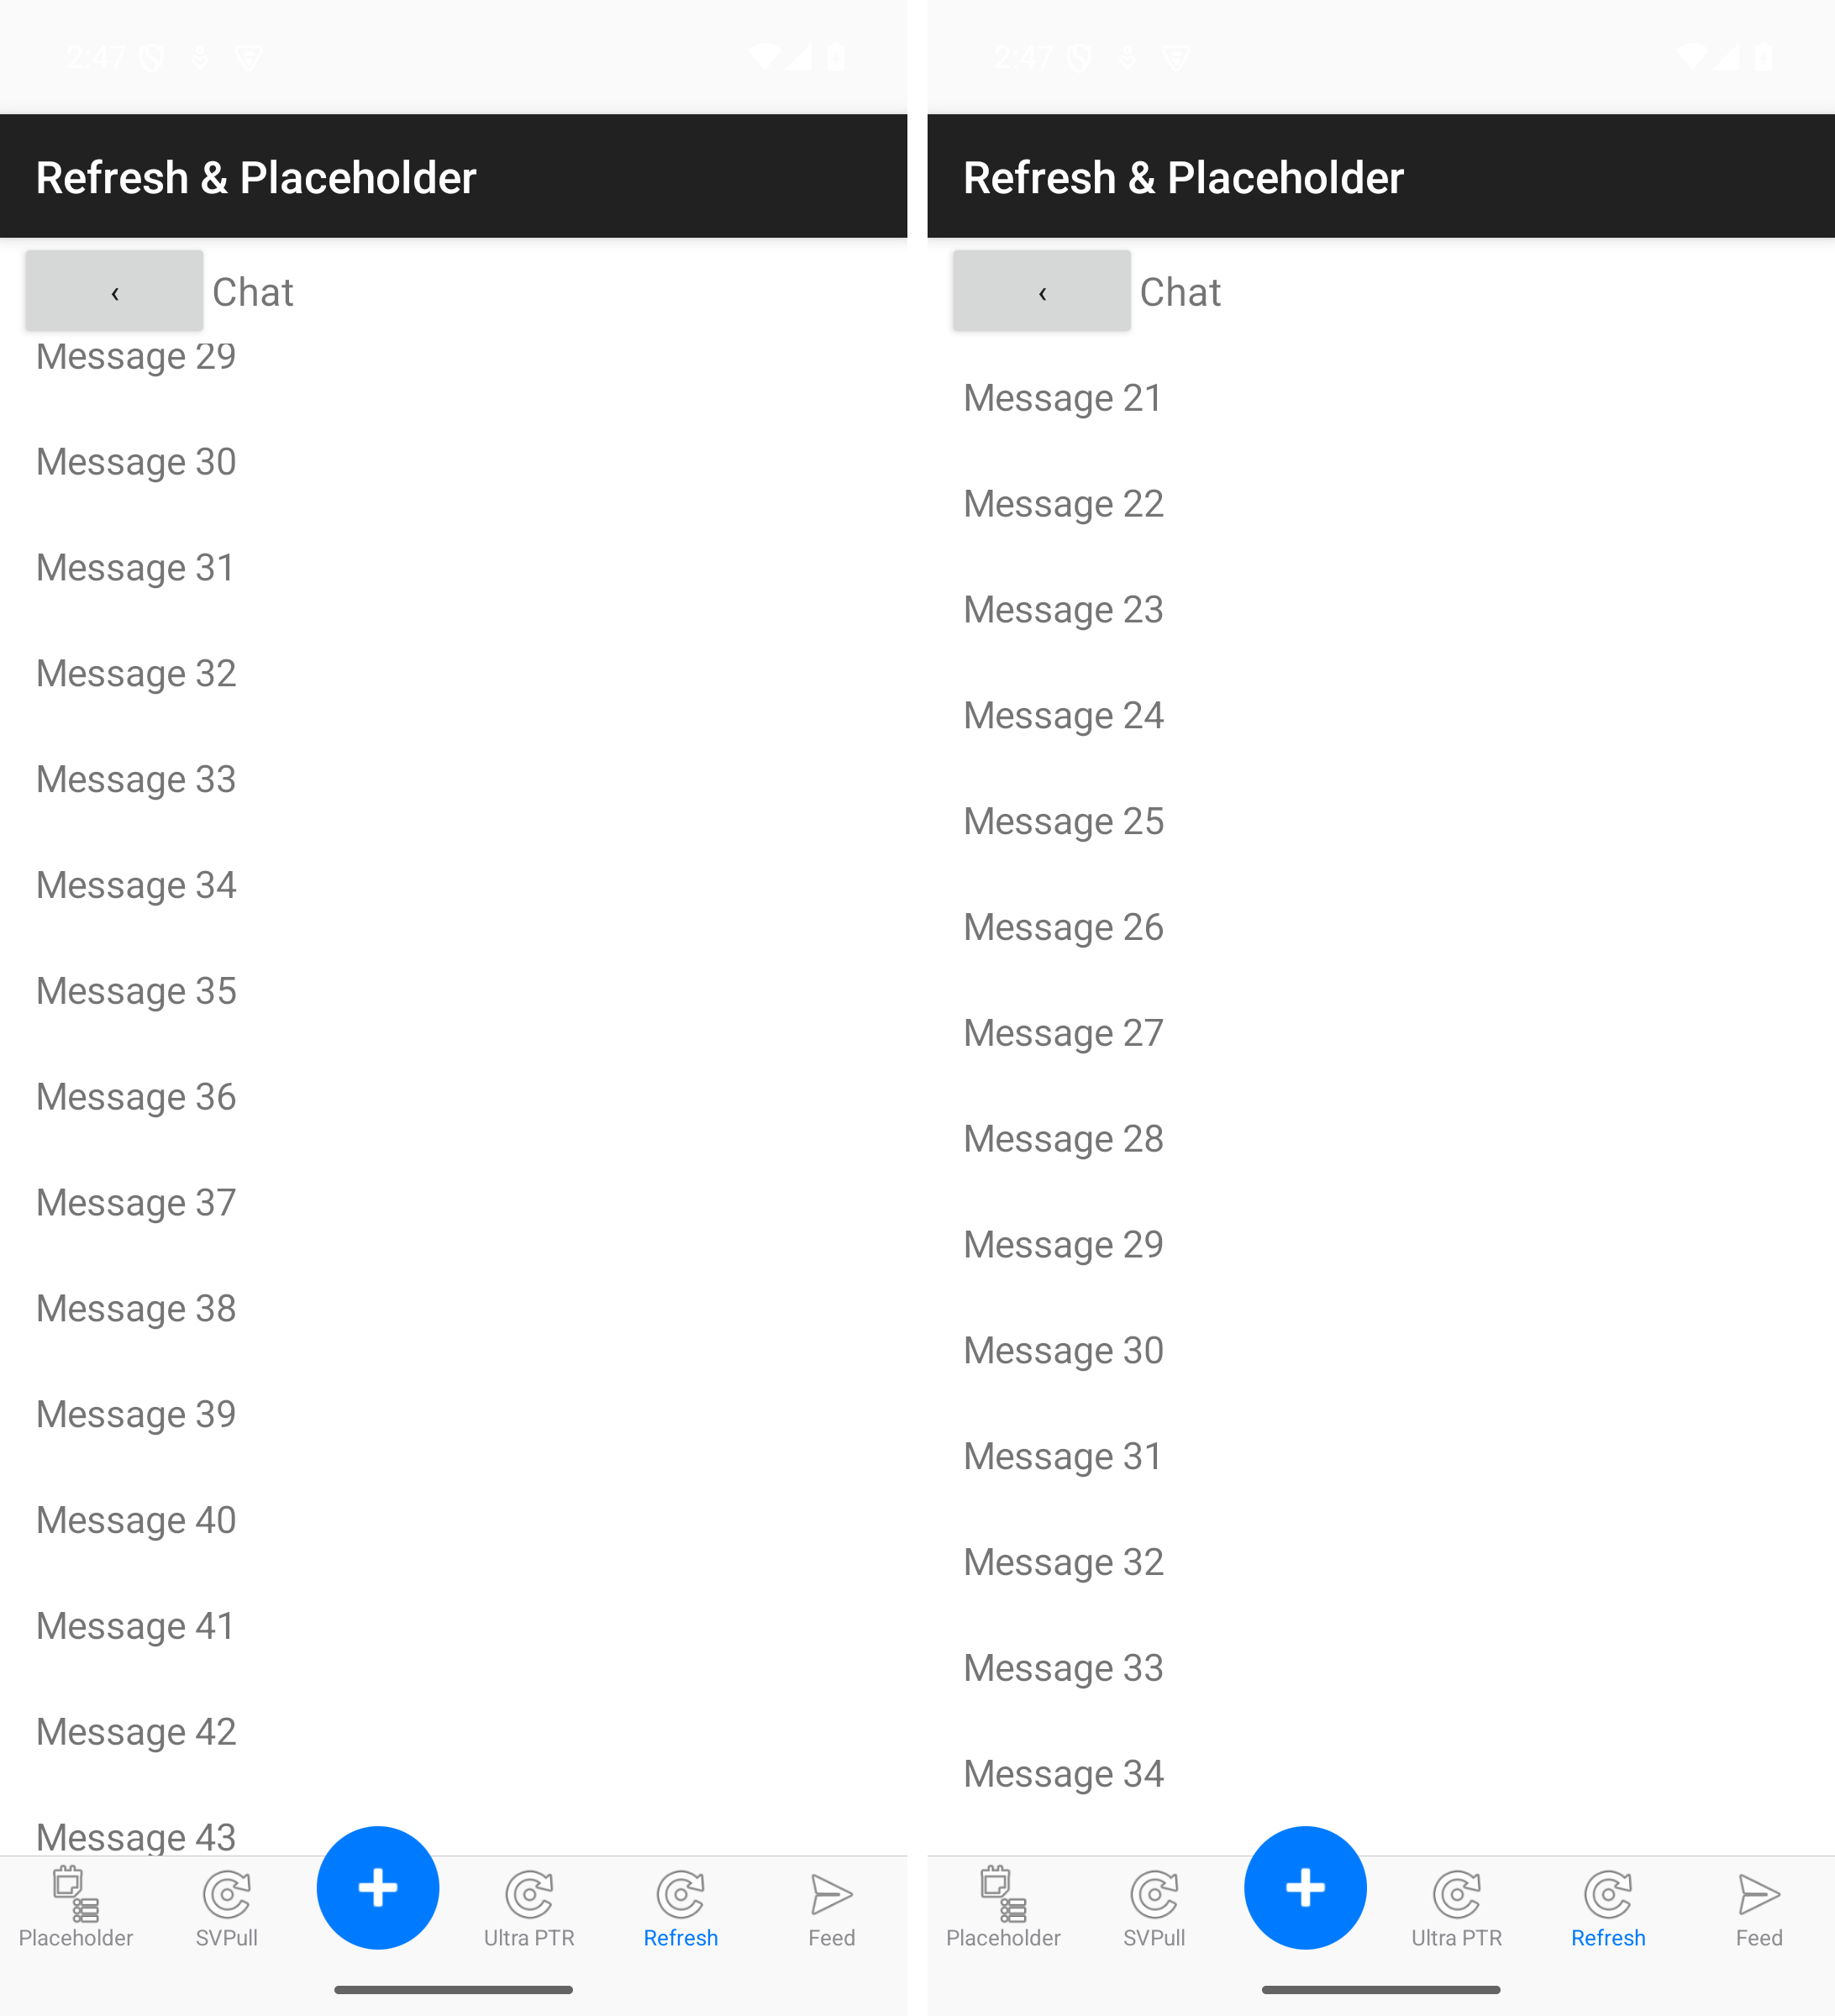 2:47
Refresh & Placeholder
‹ Chat
Message 29
Message 30
Message 31
Message 32
Message 33
Message 34
Message 35
Message 36
Message 37
Message 38
Message 39
Message 40
Message 41
Message 42
Message 43
Placeholder SVPull + Ultra PTR Refresh Feed
2:47
Refresh & Placeholder
‹ Chat
Message 21
Message 22
Message 23
Message 24
Message 25
Message 26
Message 27
Message 28
Message 29
Message 30
Message 31
Message 32
Message 33
Message 34
Placeholder SVPull + Ultra PTR Refresh Feed